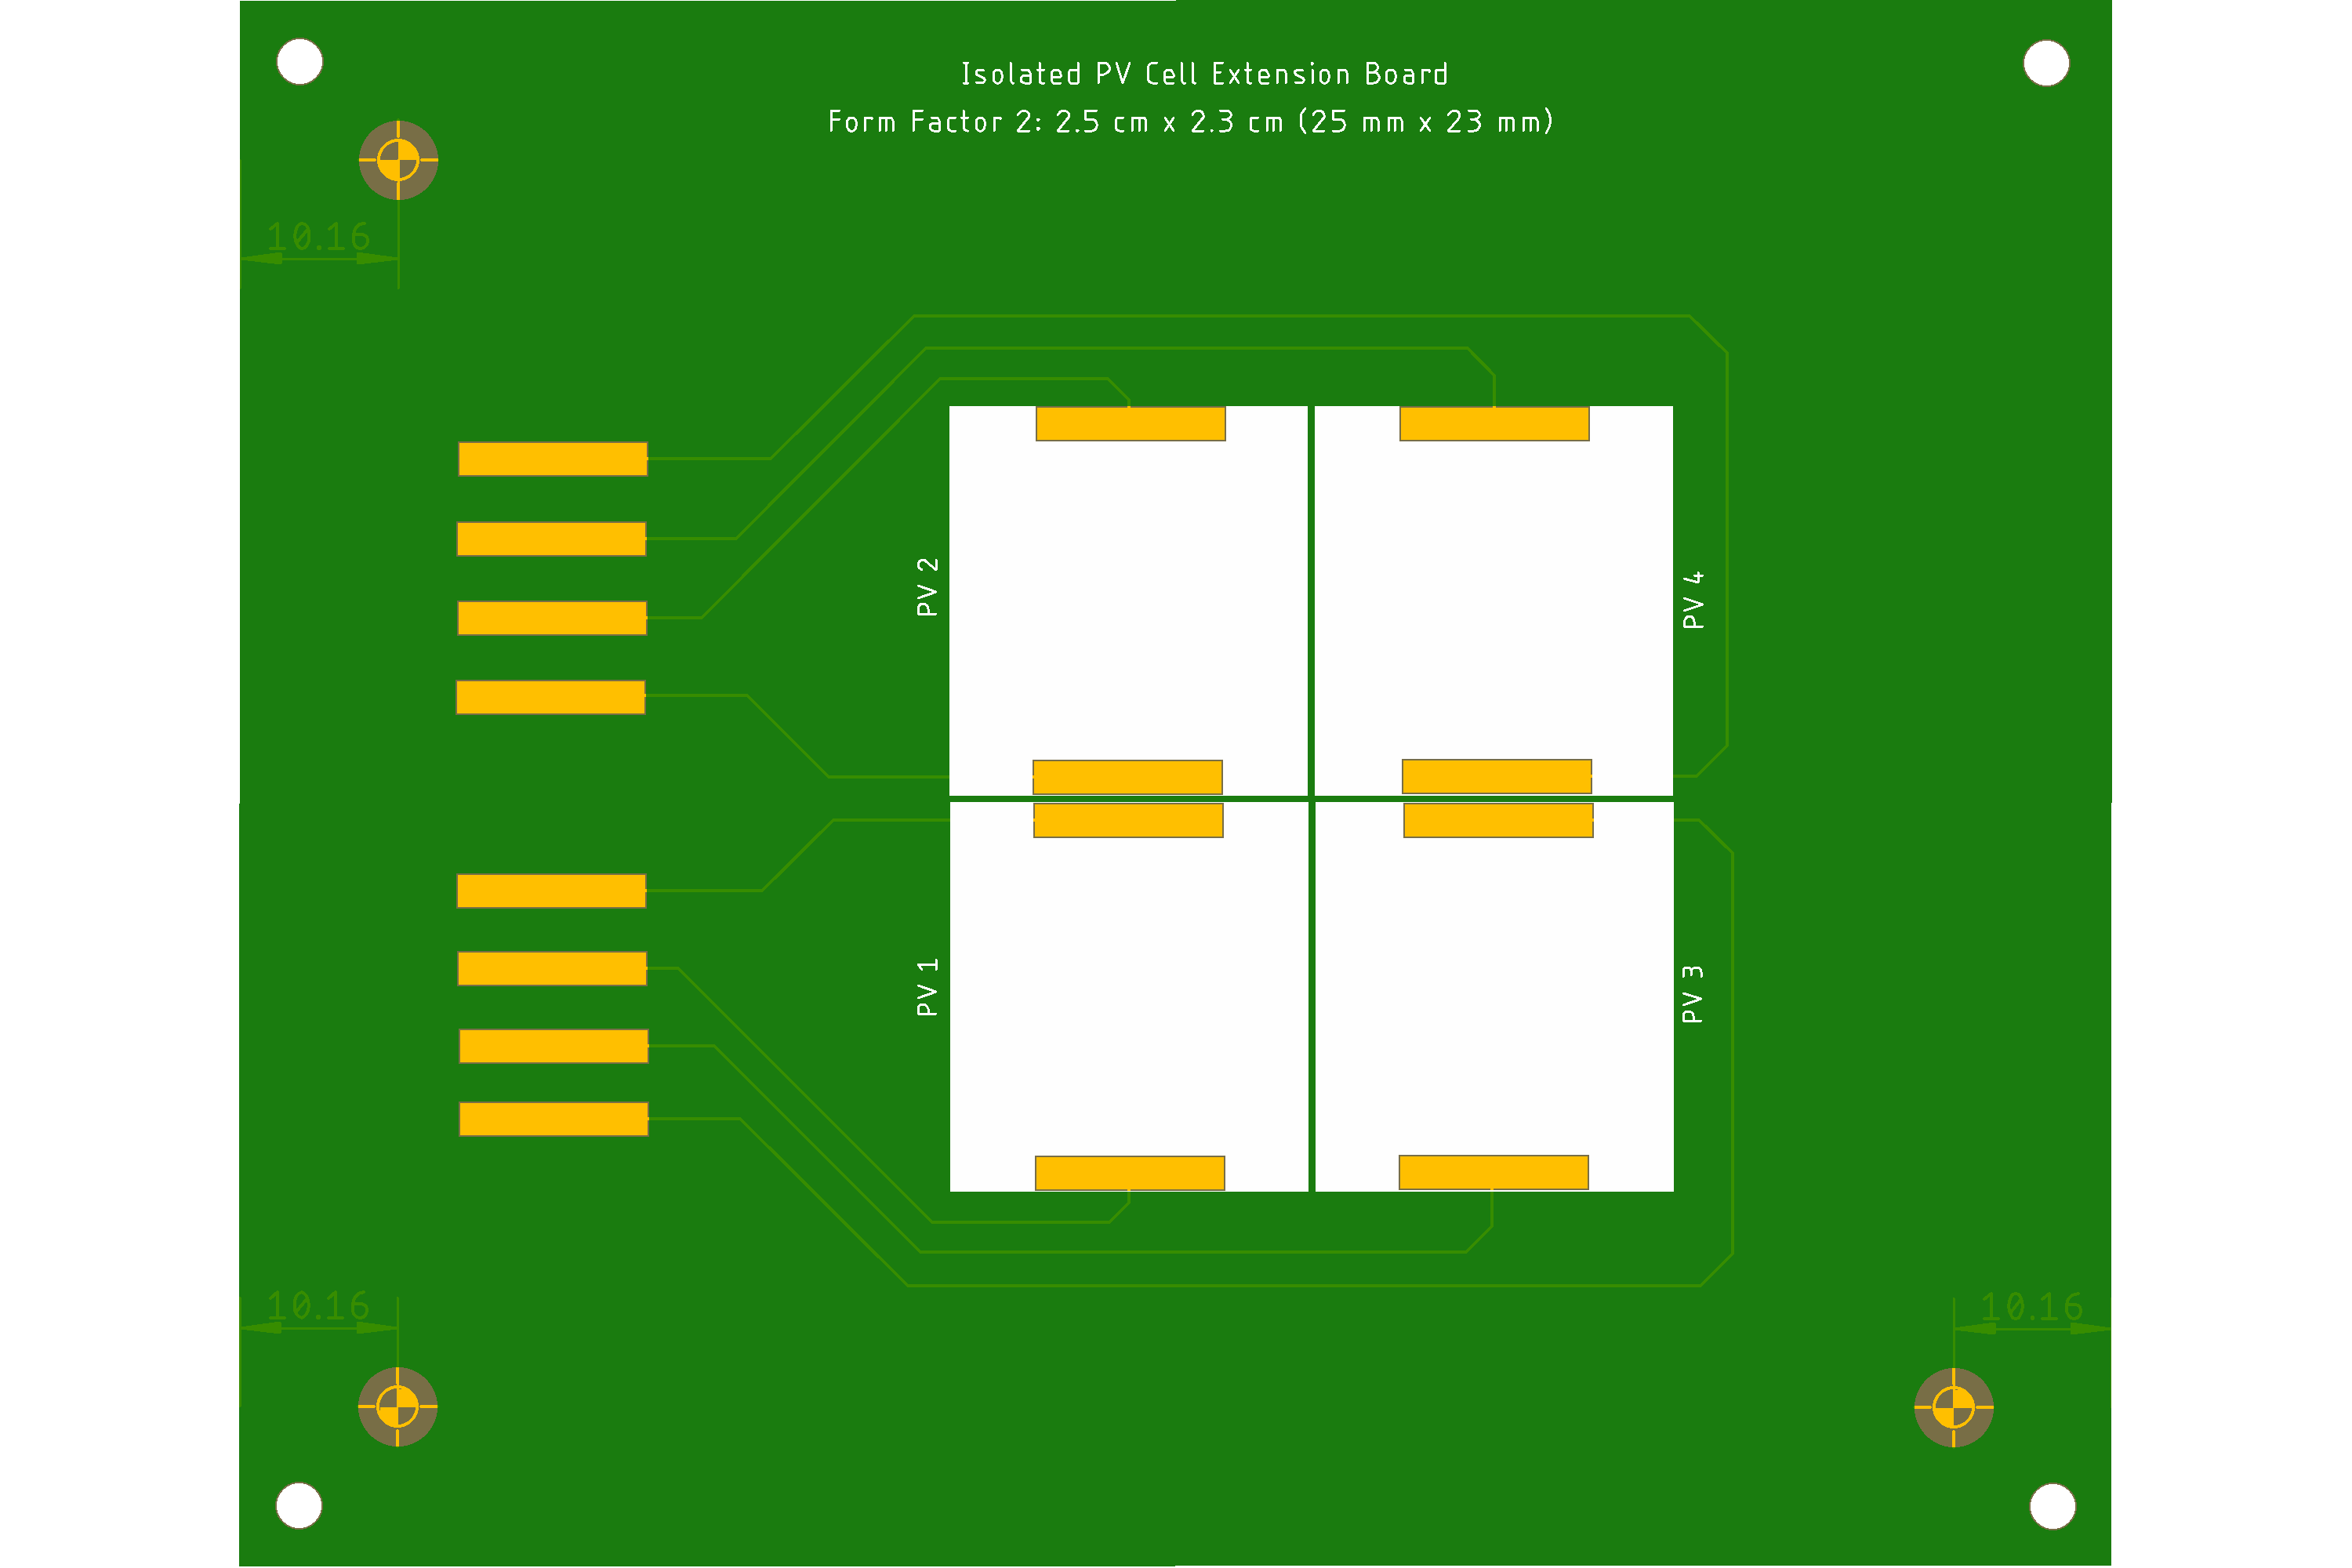 Isolated PV Cell Extension Board
Form Factor 2: 2.5 cm x 2.3 cm (25 mm x 23 mm)
10.16
PV 2
PV 4
PV 1
PV 3
10.16
10.16